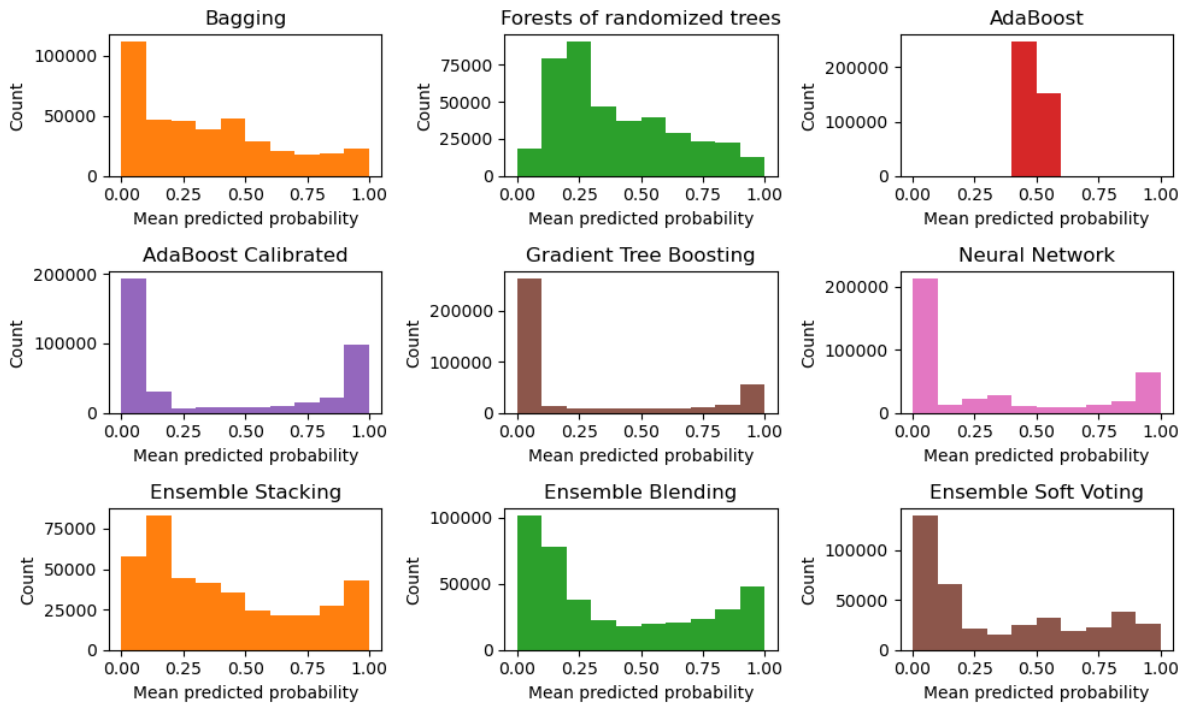 Bagging
Forests of randomized trees
AdaBoost
Count
100000
50000
0
0.00 0.25 0.50 0.75 1.00
Mean predicted probability
Count
75000
50000
25000
0
0.00 0.25 0.50 0.75 1.00
Mean predicted probability
Count
200000
100000
0
0.00 0.25 0.50 0.75 1.00
Mean predicted probability
AdaBoost Calibrated
Gradient Tree Boosting
Neural Network
Count
200000
100000
0
0.00 0.25 0.50 0.75 1.00
Mean predicted probability
Count
200000
100000
0
0.00 0.25 0.50 0.75 1.00
Mean predicted probability
Count
200000
100000
0
0.00 0.25 0.50 0.75 1.00
Mean predicted probability
Ensemble Stacking
Ensemble Blending
Ensemble Soft Voting
Count
75000
50000
25000
0
0.00 0.25 0.50 0.75 1.00
Mean predicted probability
Count
100000
50000
0
0.00 0.25 0.50 0.75 1.00
Mean predicted probability
Count
100000
50000
0
0.00 0.25 0.50 0.75 1.00
Mean predicted probability